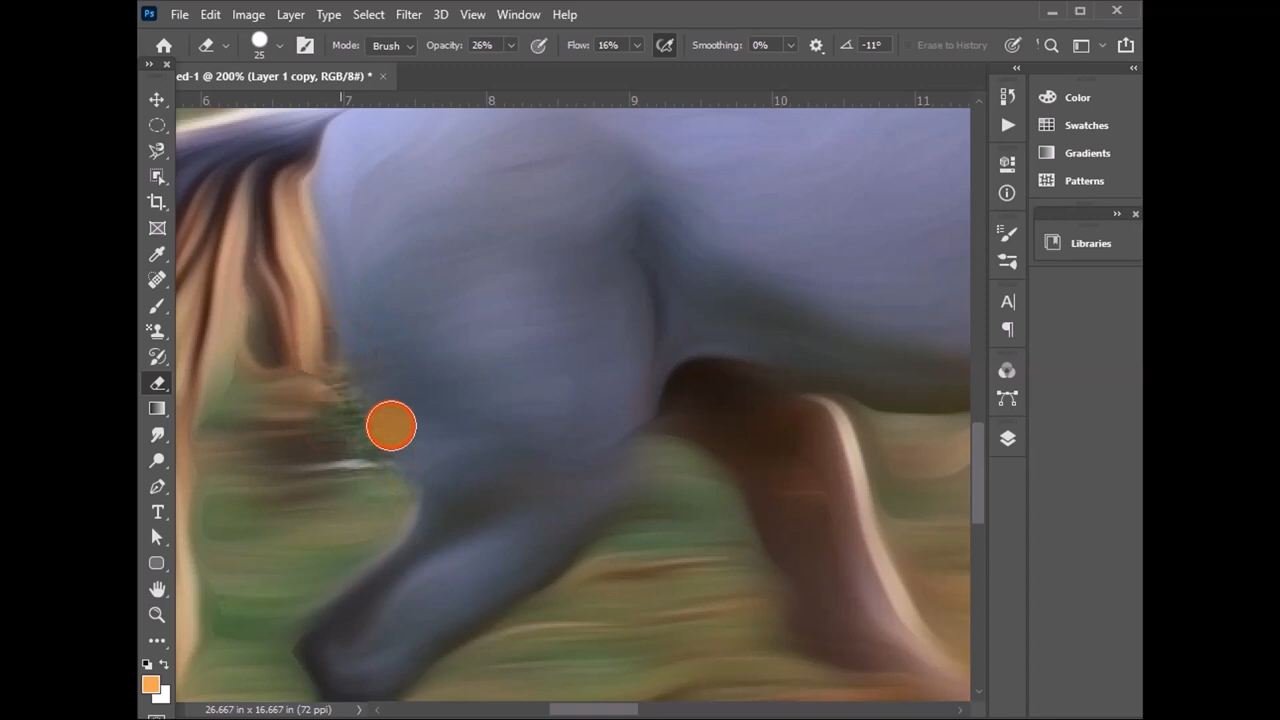 Ps File Edit Image Layer Type Select Filter 3D View Window Help
25 Mode: Brush Opacity: 26% Flow: 16% Smoothing: 0% -11° Erase to History
ed-1 @ 200% (Layer 1 copy, RGB/8#) * ×
6 7 8 9 10 11
Color
Swatches
Gradients
Patterns
Libraries
26.667 in x 16.667 in (72 ppi)